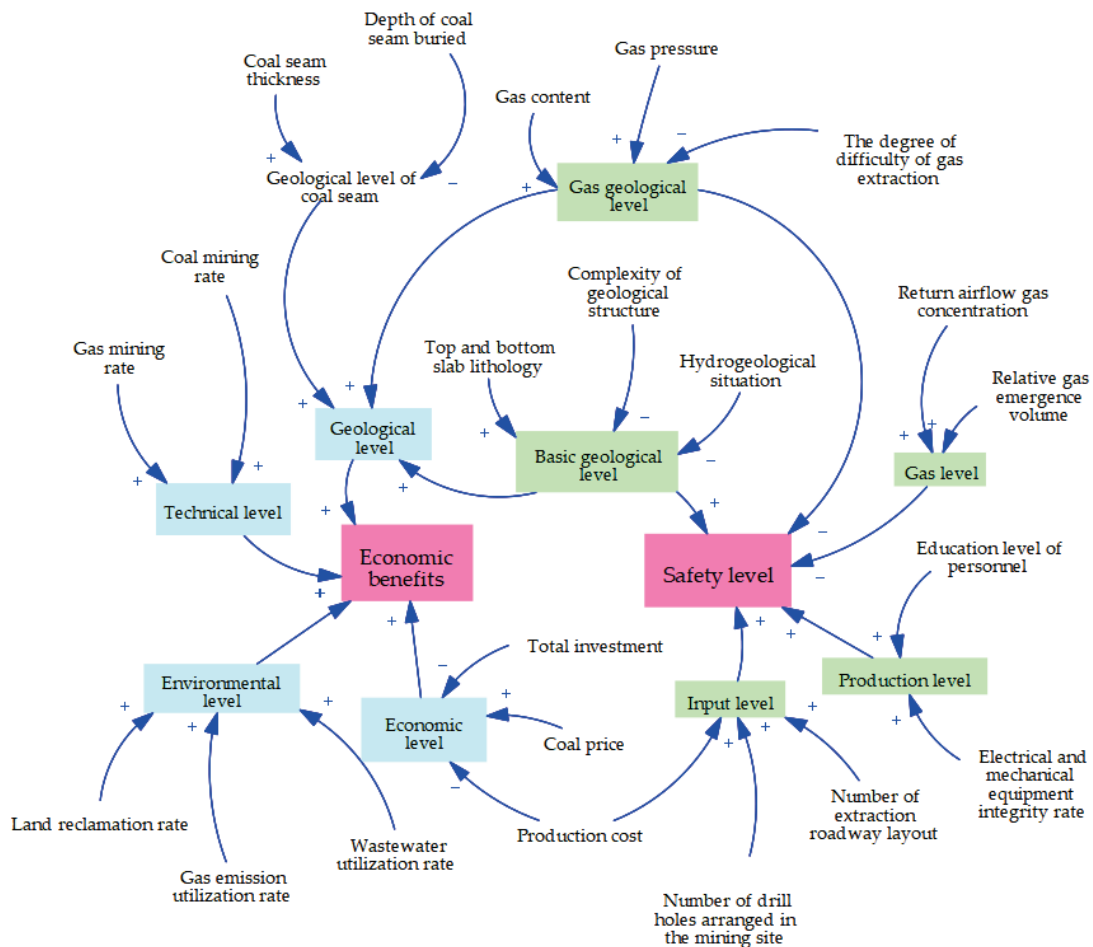 Depth of coal
seam buried
Coal seam
thickness
Gas pressure
Gas content
The degree of
difficulty of gas
extraction
+
−
+
Geological level of
coal seam
−
+
Gas geological
level
Coal mining
rate
Complexity of
geological
structure
Return airflow gas
concentration
Gas mining
rate
Top and bottom
slab lithology
Hydrogeological
situation
Relative gas
emergence
volume
+
+
Geological
level
+
−
Basic geological
level
−
+
+
Gas level
+
+
Technical level
+
+
+
+
−
−
Economic
benefits
Safety level
Education level of
personnel
+
+
+
+
+
Total investment
−
Environmental
level
Production level
+
+
+
Economic
level
+
Coal price
−
Input level
+
+
+
+
Land reclamation rate
Wastewater
utilization rate
Gas emission
utilization rate
Production cost
Number of
extraction
roadway layout
Electrical and
mechanical
equipment
integrity rate
Number of drill
holes arranged in
the mining site